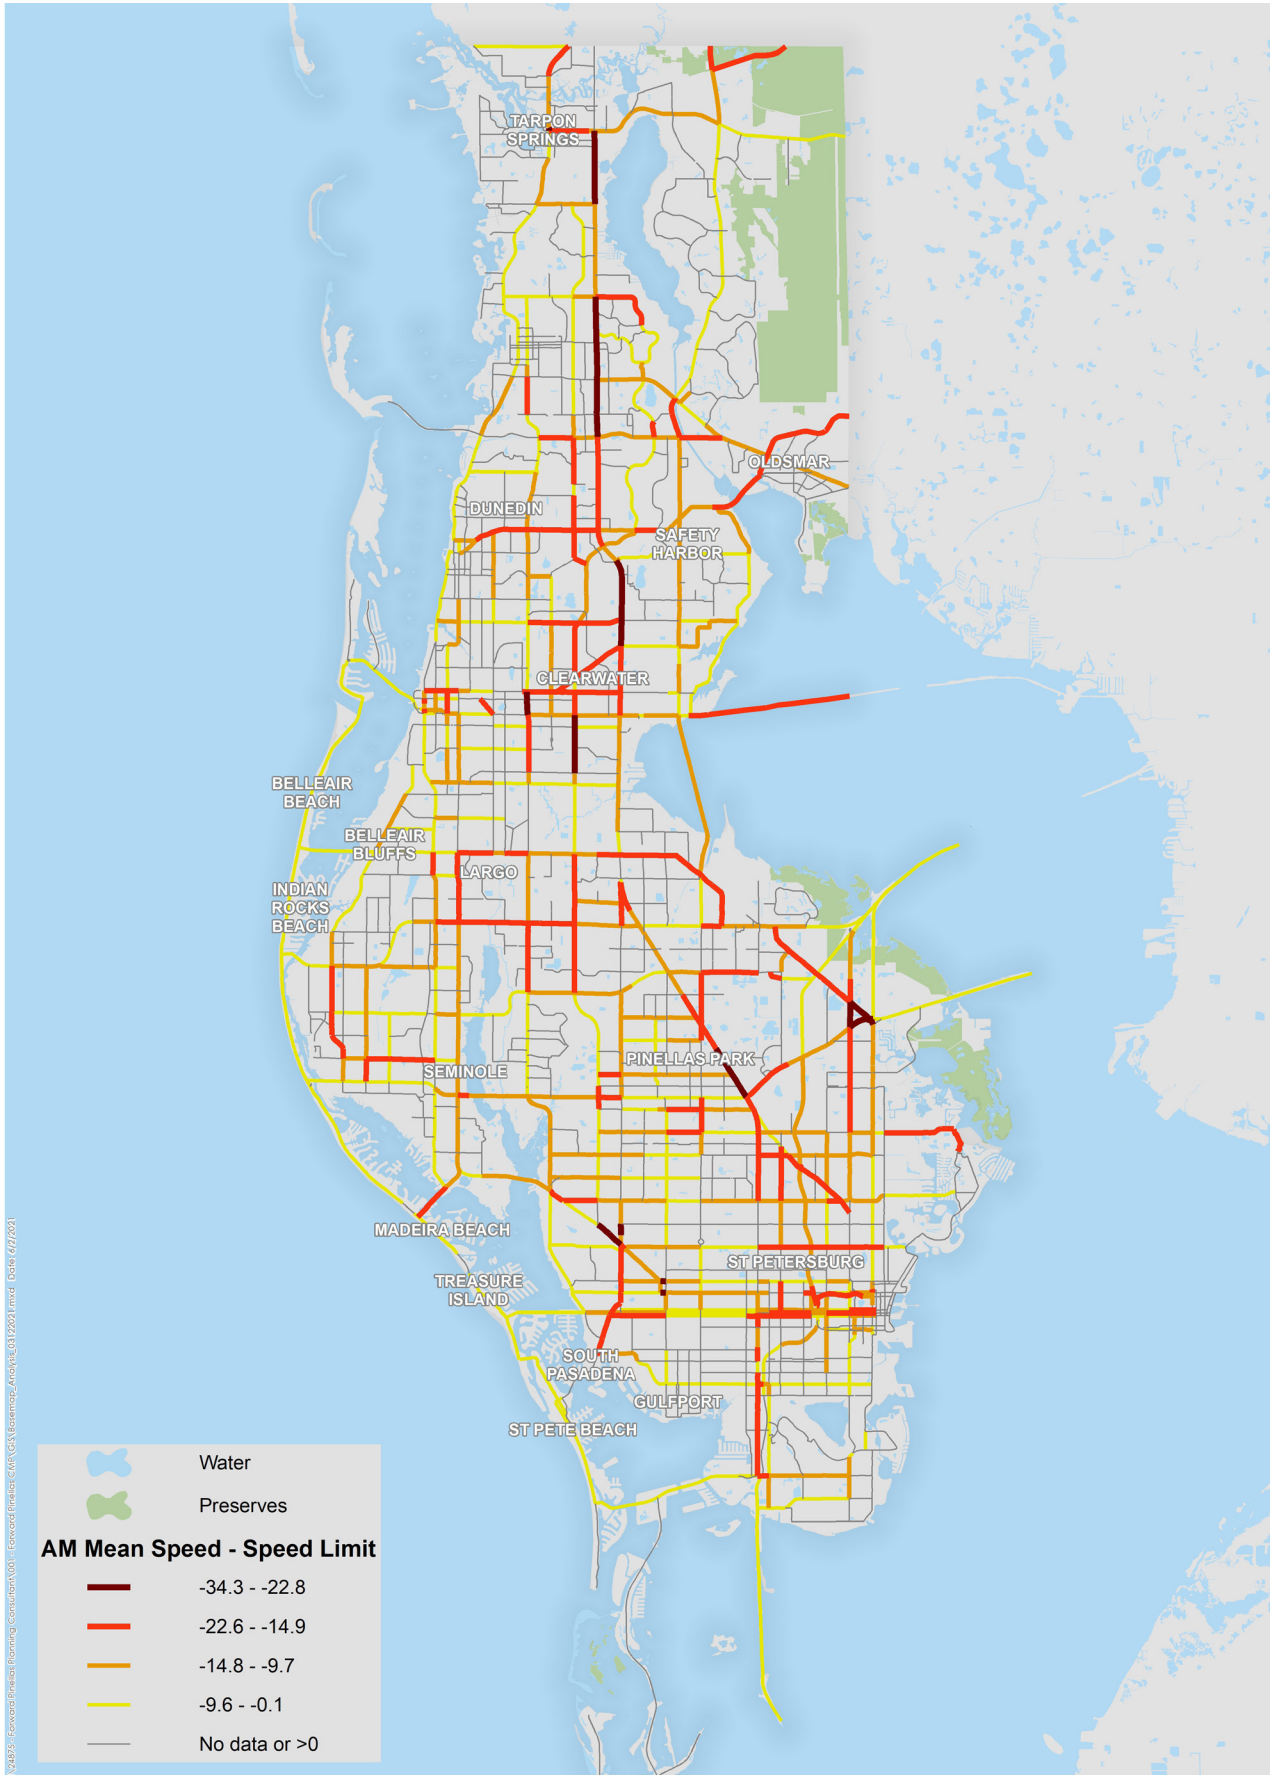 TARPON
SPRINGS
OLDSMAR
DUNEDIN
SAFETY
HARBOR
CLEARWATER
BELLEAIR
BEACH
BELLEAIR
BLUFFS
LARGO
INDIAN
ROCKS
BEACH
PINELLAS PARK
SEMINOLE
MADEIRA BEACH
ST PETERSBURG
TREASURE
ISLAND
SOUTH
PASADENA
GULFPORT
ST PETE BEACH
Water
Preserves
AM Mean Speed - Speed Limit
-34.3 - -22.8
-22.6 - -14.9
-14.8 - -9.7
-9.6 - -0.1
No data or >0